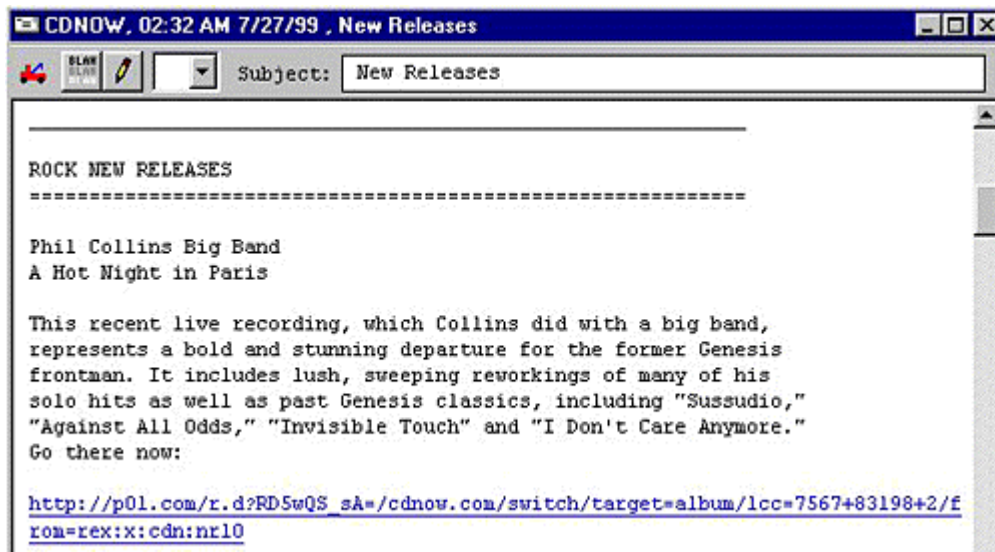 CDNOW, 02:32 AM 7/27/99 , New Releases
BLAH
BLAH
BLAH
Subject: New Releases
ROCK NEW RELEASES
===========================================================
Phil Collins Big Band
A Hot Night in Paris
This recent live recording, which Collins did with a big band,
represents a bold and stunning departure for the former Genesis
frontman. It includes lush, sweeping reworkings of many of his
solo hits as well as past Genesis classics, including "Sussudio,"
"Against All Odds," "Invisible Touch" and "I Don't Care Anymore."
Go there now:
http://p01.com/r.d?RD5wQS_sA=/cdnow.com/switch/target=album/lcc=7567+83198+2/f
rom=rex:x:cdn:nrl0